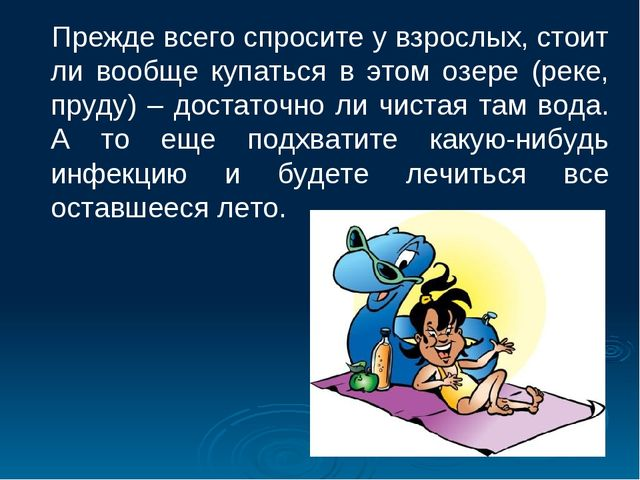 Прежде всего спросите у взрослых, стоит
ли вообще купаться в этом озере (реке,
пруду) – достаточно ли чистая там вода.
А то еще подхватите какую-нибудь
инфекцию и будете лечиться все
оставшееся лето.